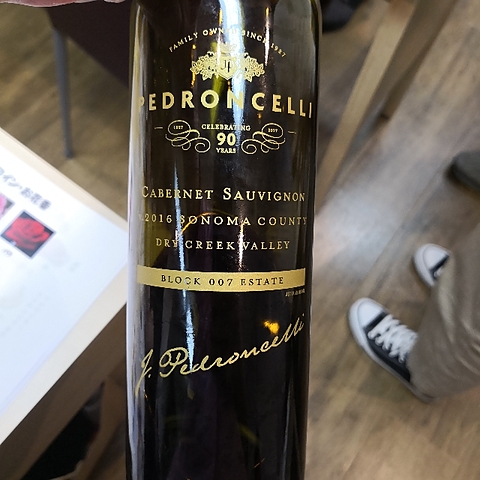 FAMILY OWNED SINCE 1927
PEDRONCELLI
1927 CELEBRATING 2017
90
YEARS
CABERNET SAUVIGNON
2016 SONOMA COUNTY
DRY CREEK VALLEY
BLOCK 007 ESTATE
J. Pedroncelli